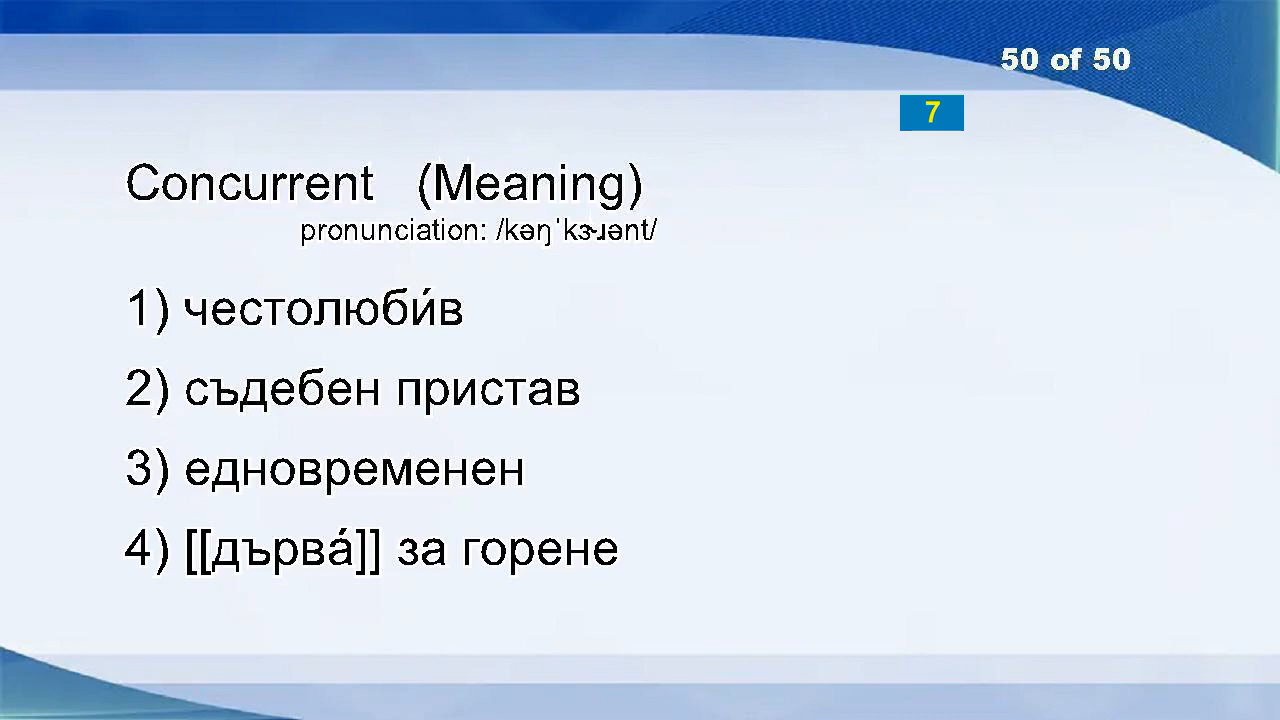 50 of 50
7
Concurrent (Meaning)
pronunciation: /kəŋˈkɝɹənt/
1) честолюби́в
2) съдебен пристав
3) едновременен
4) [[дърва́]] за горене